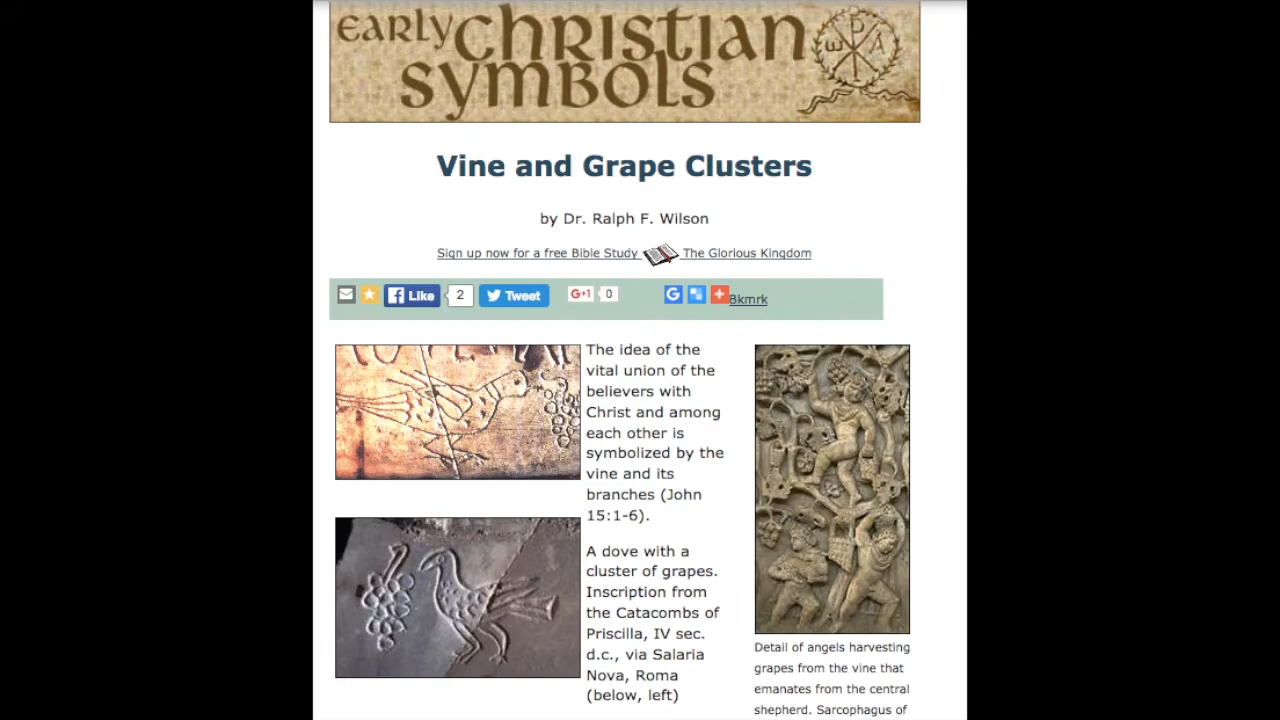 EARLY CHRISTIAN
SYMBOLS
ω P A
Vine and Grape Clusters
by Dr. Ralph F. Wilson
Sign up now for a free Bible Study The Glorious Kingdom
Like 2 Tweet G+1 0 G Bkmrk
The idea of the
vital union of the
believers with
Christ and among
each other is
symbolized by the
vine and its
branches (John
15:1-6).
A dove with a
cluster of grapes.
Inscription from
the Catacombs of
Priscilla, IV sec.
d.c., via Salaria
Nova, Roma
(below, left)
Detail of angels harvesting
grapes from the vine that
emanates from the central
shepherd. Sarcophagus of